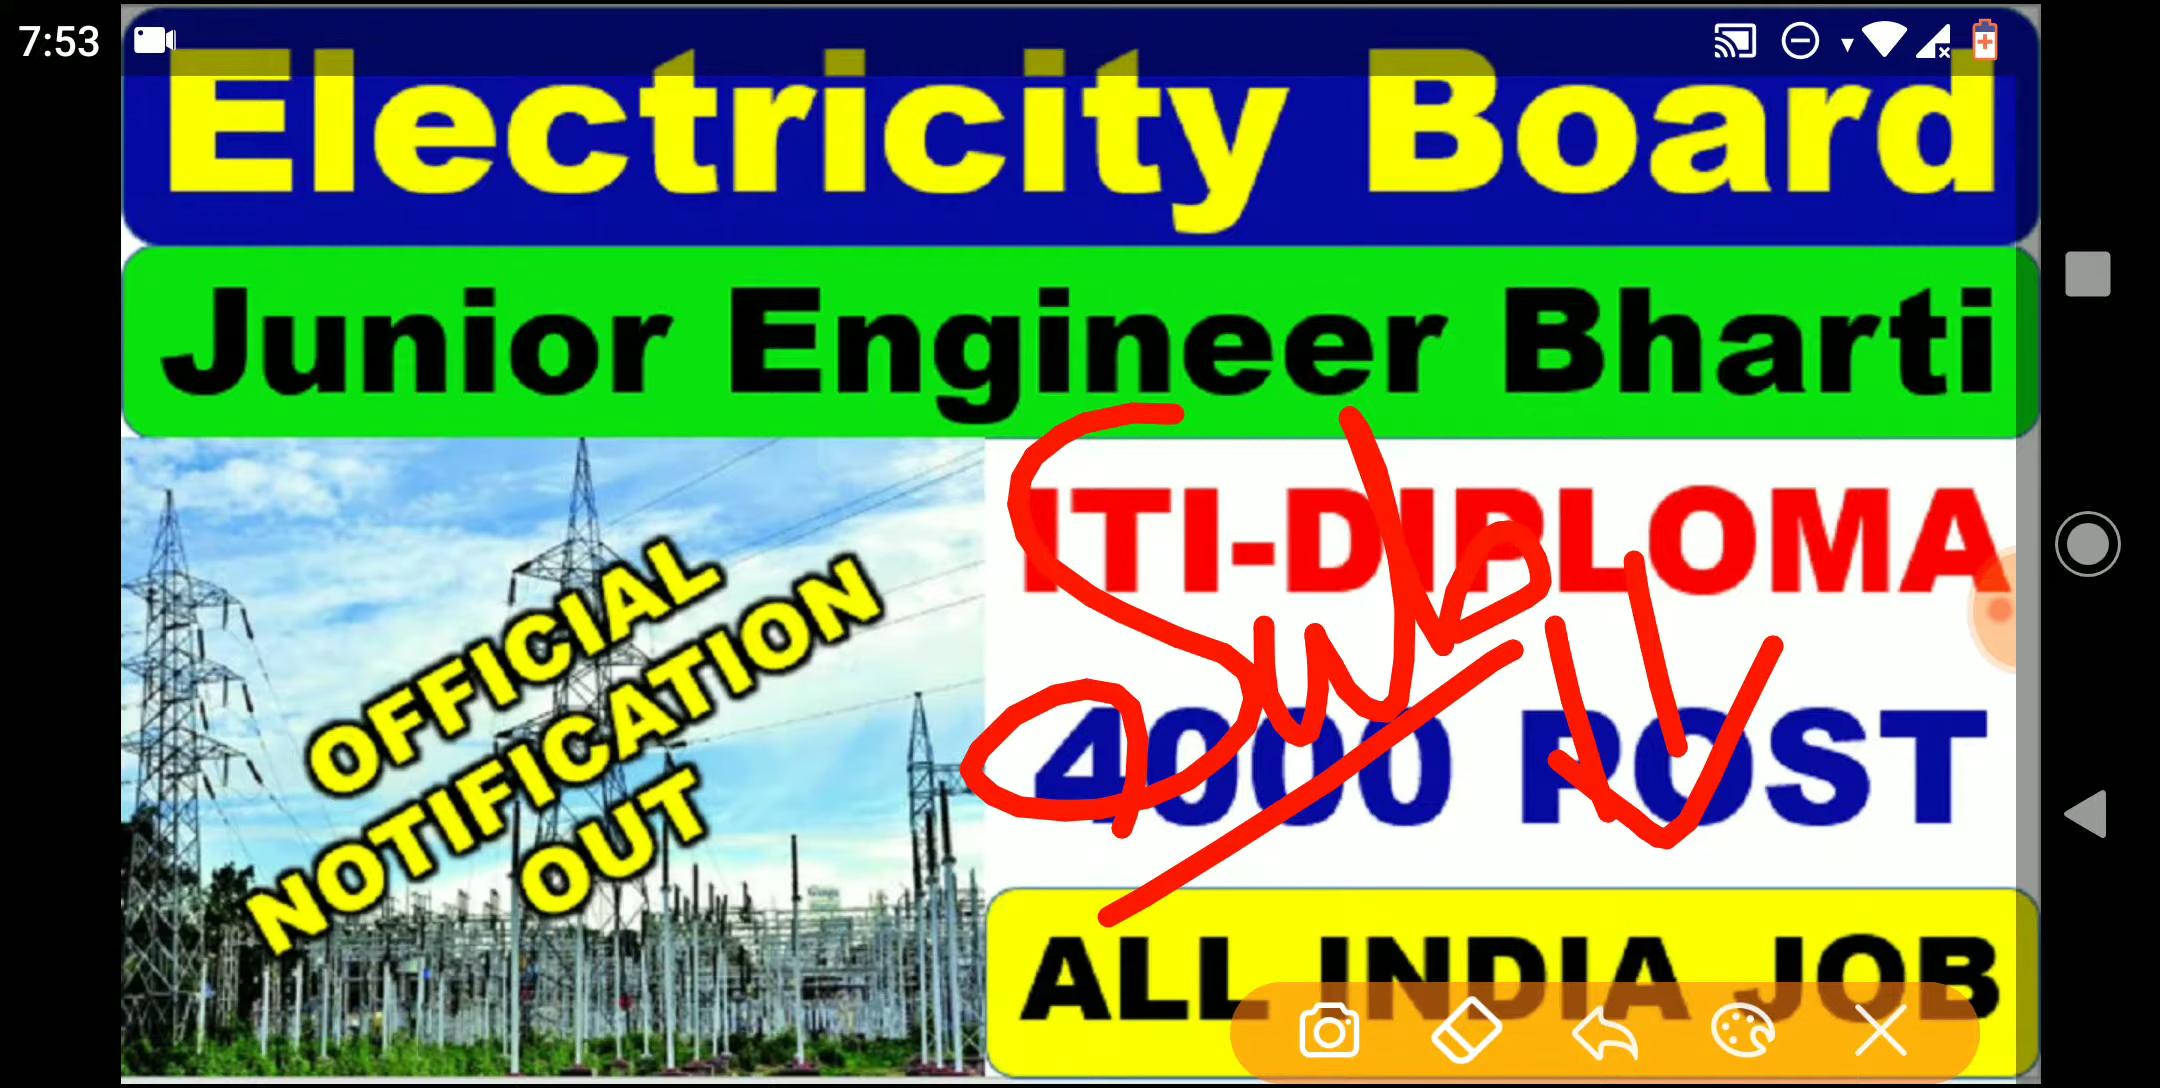 7:53
Electricity Board
Junior Engineer Bharti
OFFICIAL
NOTIFICATION
OUT
ITI-DIPLOMA
4000 POST
ALL INDIA JOB